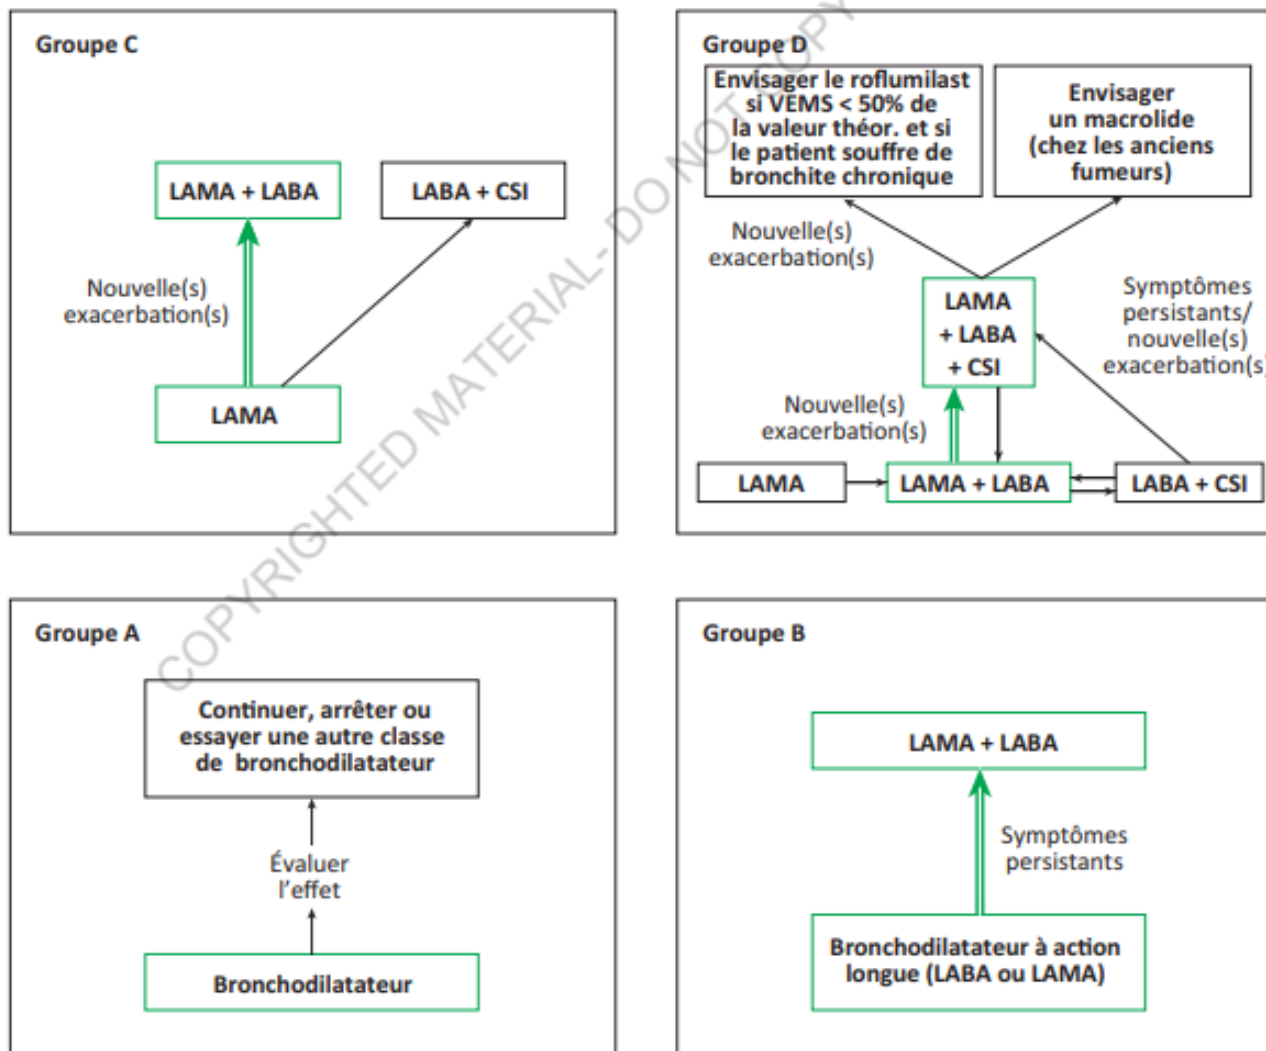 Groupe C
LAMA + LABA
LABA + CSI
Nouvelle(s)
exacerbation(s)
LAMA
Groupe D
Envisager le roflumilast
si VEMS < 50% de
la valeur théor. et si
le patient souffre de
bronchite chronique
Envisager
un macrolide
(chez les anciens
fumeurs)
Nouvelle(s)
exacerbation(s)
LAMA
+ LABA
+ CSI
Symptômes
persistants/
nouvelle(s)
exacerbation(s)
Nouvelle(s)
exacerbation(s)
LAMA
LAMA + LABA
LABA + CSI
Groupe A
Continuer, arrêter ou
essayer une autre classe
de bronchodilatateur
Évaluer
l'effet
Bronchodilatateur
Groupe B
LAMA + LABA
Symptômes
persistants
Bronchodilatateur à action
longue (LABA ou LAMA)
COPYRIGHTED MATERIAL- DO NOT COPY